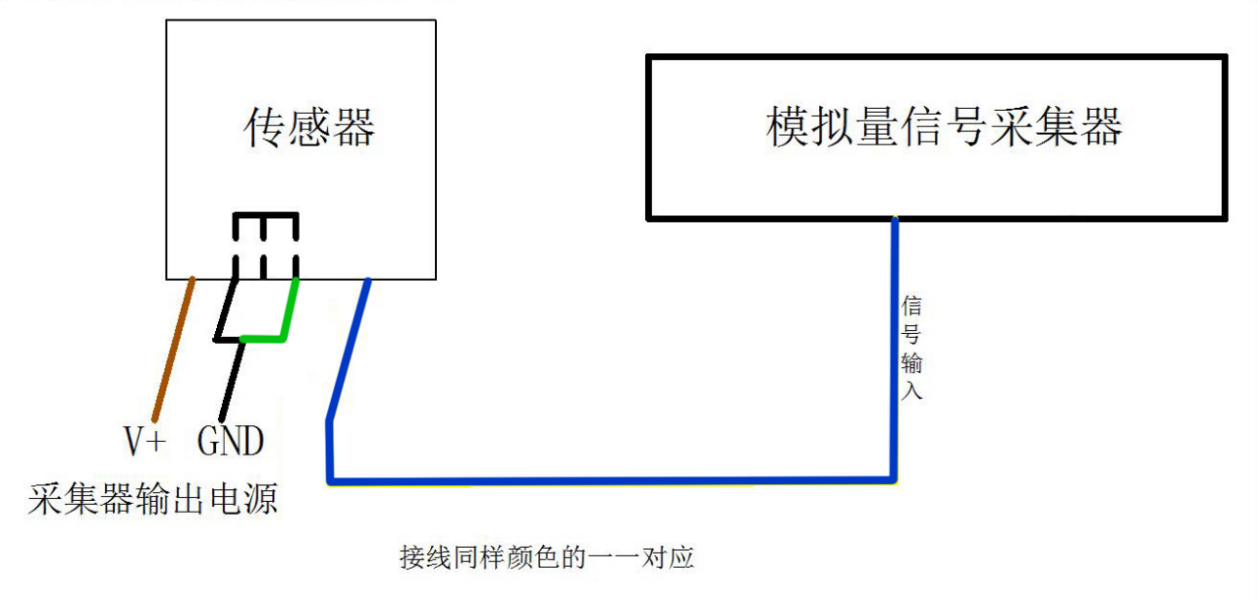 传感器
模拟量信号采集器
信号输入
V+ GND
采集器输出电源
接线同样颜色的一一对应